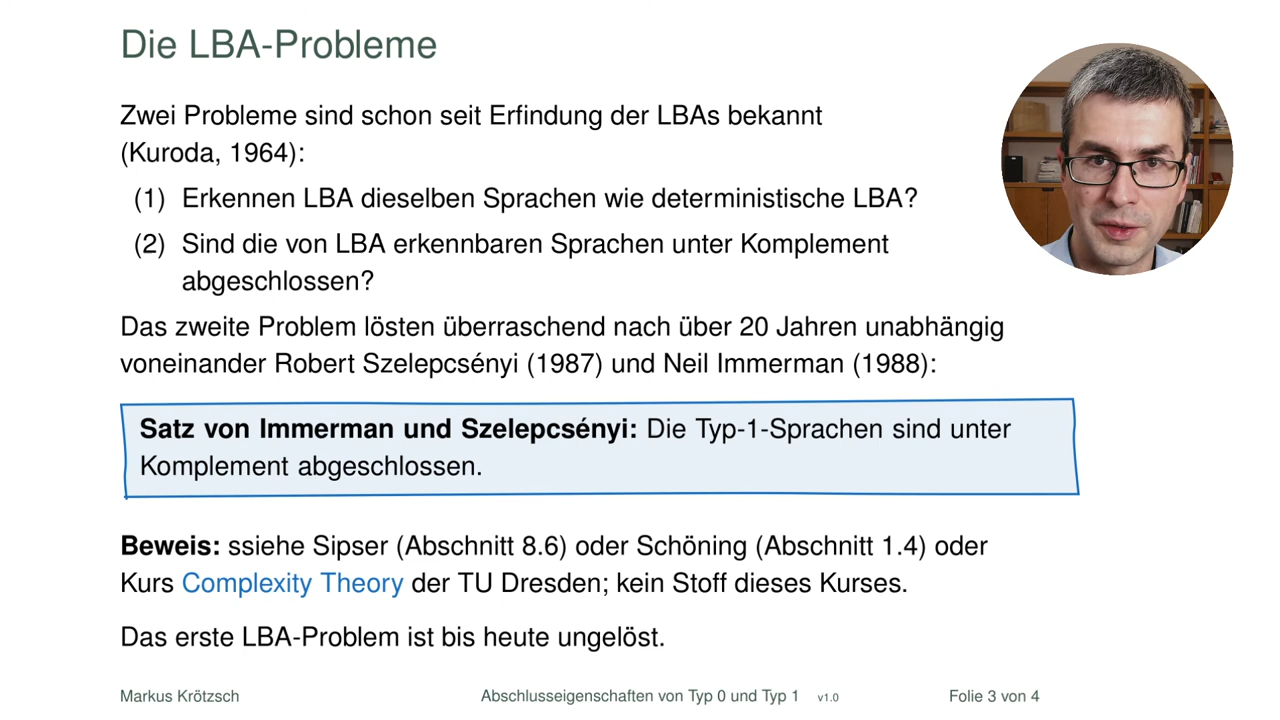 Die LBA-Probleme
Zwei Probleme sind schon seit Erfindung der LBAs bekannt
(Kuroda, 1964):
(1) Erkennen LBA dieselben Sprachen wie deterministische LBA?
(2) Sind die von LBA erkennbaren Sprachen unter Komplement
abgeschlossen?
Das zweite Problem lösten überraschend nach über 20 Jahren unabhängig
voneinander Robert Szelepcsényi (1987) und Neil Immerman (1988):
Satz von Immerman und Szelepcsényi: Die Typ-1-Sprachen sind unter
Komplement abgeschlossen.
Beweis: ssiehe Sipser (Abschnitt 8.6) oder Schöning (Abschnitt 1.4) oder
Kurs Complexity Theory der TU Dresden; kein Stoff dieses Kurses.
Das erste LBA-Problem ist bis heute ungelöst.
Markus Krötzsch Abschlusseigenschaften von Typ 0 und Typ 1 v1.0 Folie 3 von 4